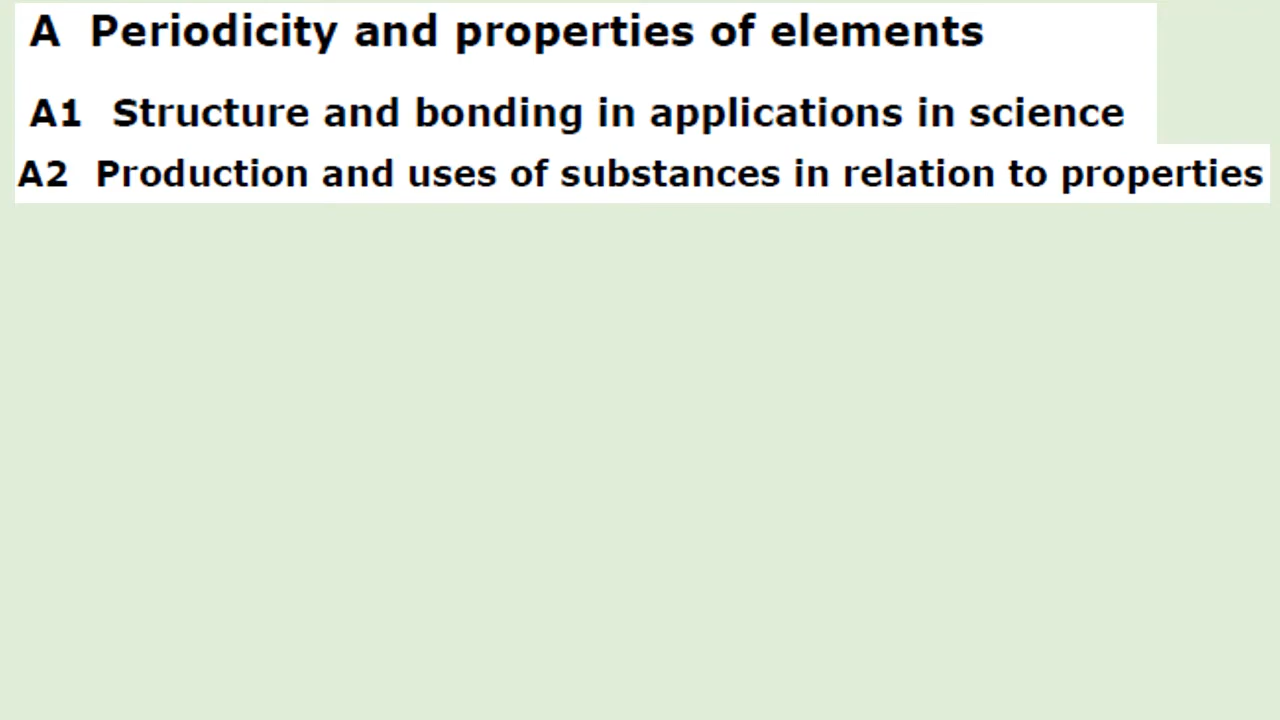 A Periodicity and properties of elements
A1 Structure and bonding in applications in science
A2 Production and uses of substances in relation to properties